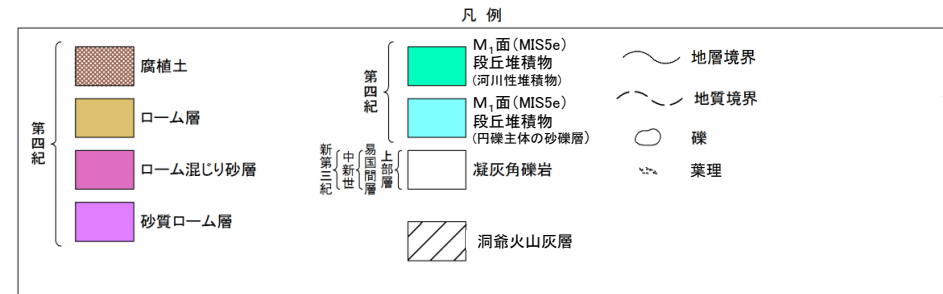 凡 例
第四紀
腐植土
ローム層
ローム混じり砂層
砂質ローム層
第四紀
M₁面(MIS5e)
段丘堆積物
(河川性堆積物)
M₁面(MIS5e)
段丘堆積物
(円礫主体の砂礫層)
新第三紀
中新世
易国間層
上部層
凝灰角礫岩
洞爺火山灰層
地層境界
地質境界
礫
葉理